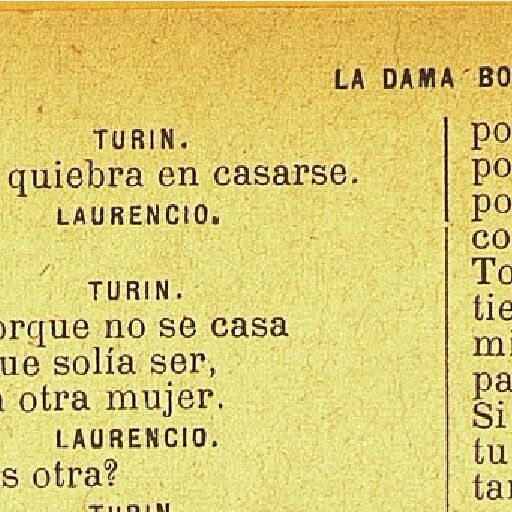 LA DAMA BO
TURIN.
quiebra en casarse.
LAURENCIO.
TURIN.
orque no se casa
ue solía ser,
otra mujer.
LAURENCIO.
s otra?
TURIN
po
po
po
co
To
tie
mi
pa
Si
tu
tan